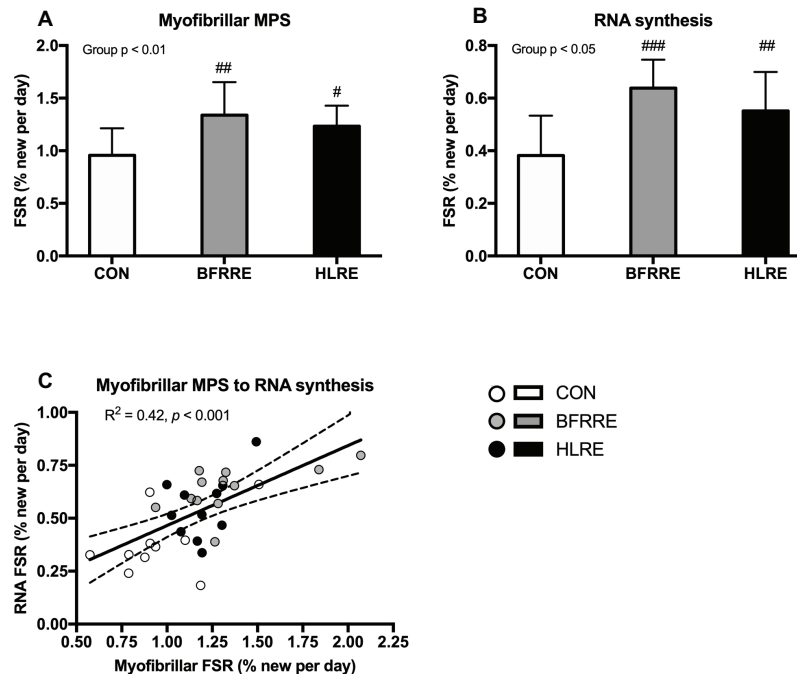 A
Myofibrillar MPS
Group p < 0.01
FSR (% new per day)
2.0
1.5
1.0
0.5
0.0
##
#
CON
BFRRE
HLRE
B
RNA synthesis
Group p < 0.05
FSR (% new per day)
0.8
0.6
0.4
0.2
0.0
###
##
CON
BFRRE
HLRE
C
Myofibrillar MPS to RNA synthesis
R² = 0.42, p < 0.001
RNA FSR (% new per day)
1.00
0.75
0.50
0.25
0.00
0.50 0.75 1.00 1.25 1.50 1.75 2.00 2.25
Myofibrillar FSR (% new per day)
CON
BFRRE
HLRE